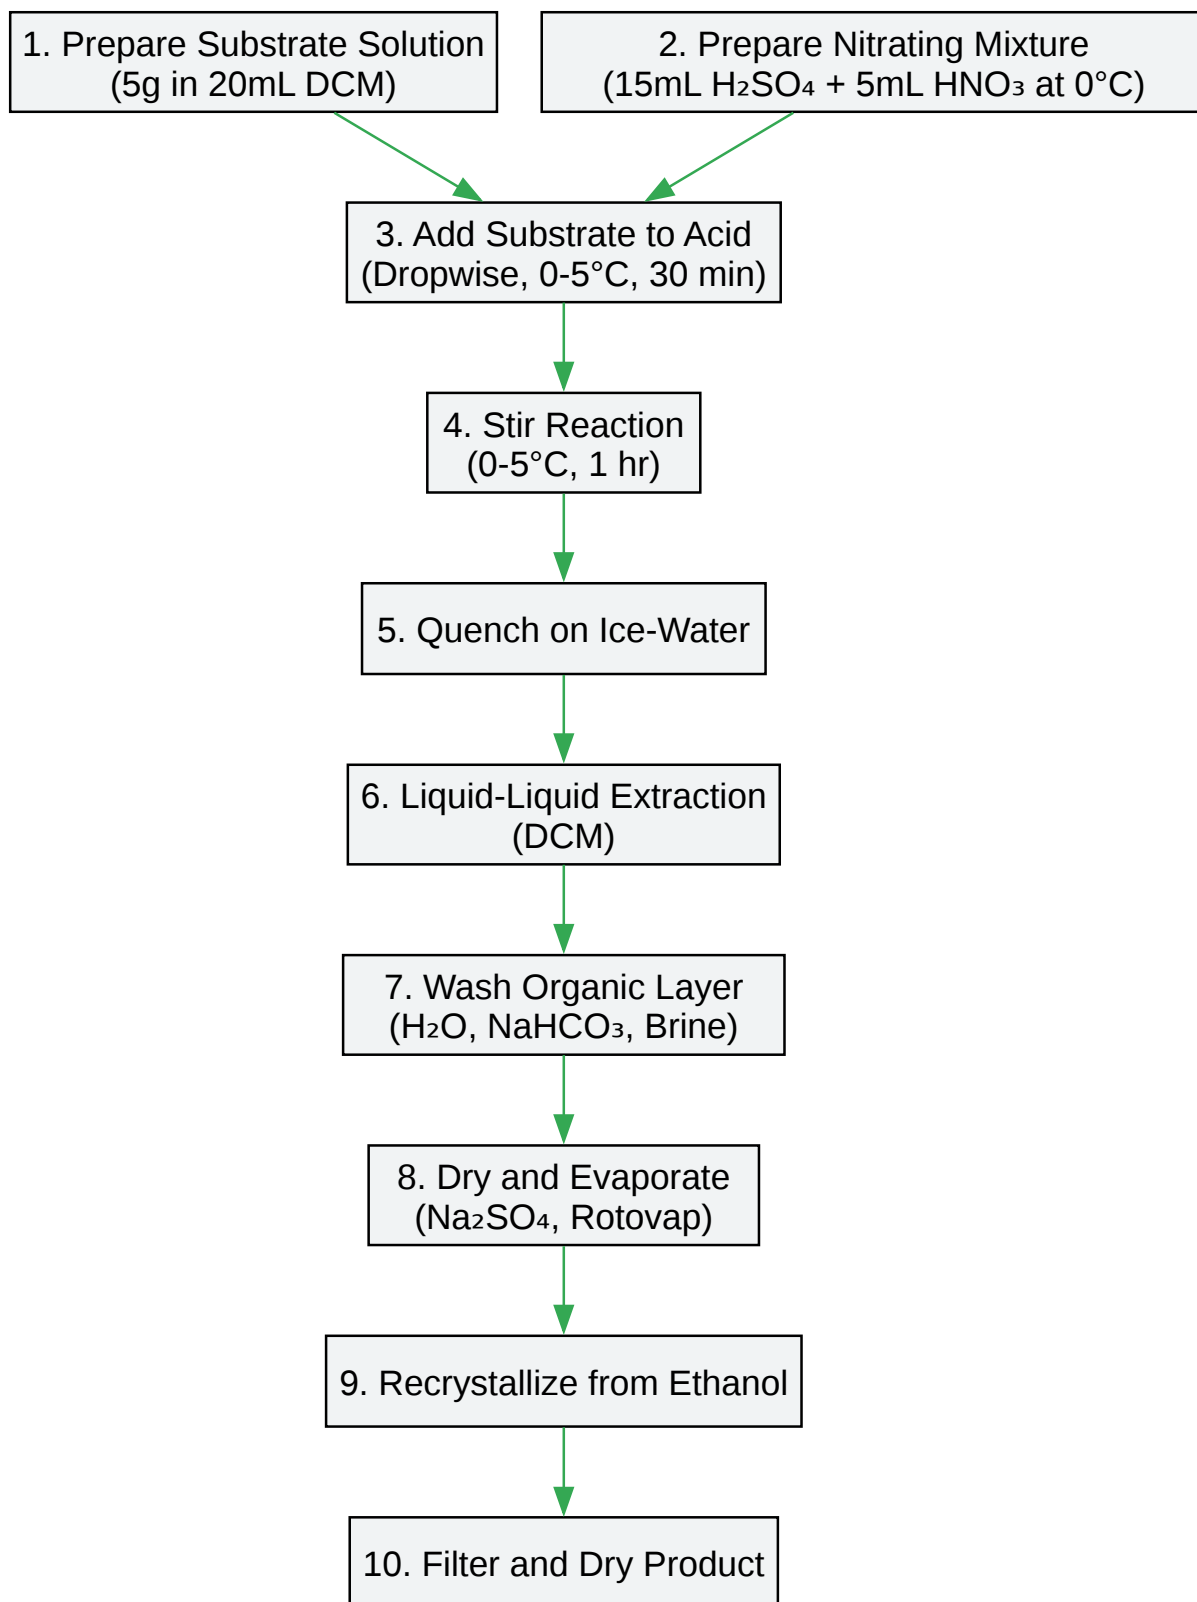 1. Prepare Substrate Solution
(5g in 20mL DCM)
2. Prepare Nitrating Mixture
(15mL H₂SO₄ + 5mL HNO₃ at 0°C)
3. Add Substrate to Acid
(Dropwise, 0-5°C, 30 min)
4. Stir Reaction
(0-5°C, 1 hr)
5. Quench on Ice-Water
6. Liquid-Liquid Extraction
(DCM)
7. Wash Organic Layer
(H₂O, NaHCO₃, Brine)
8. Dry and Evaporate
(Na₂SO₄, Rotovap)
9. Recrystallize from Ethanol
10. Filter and Dry Product